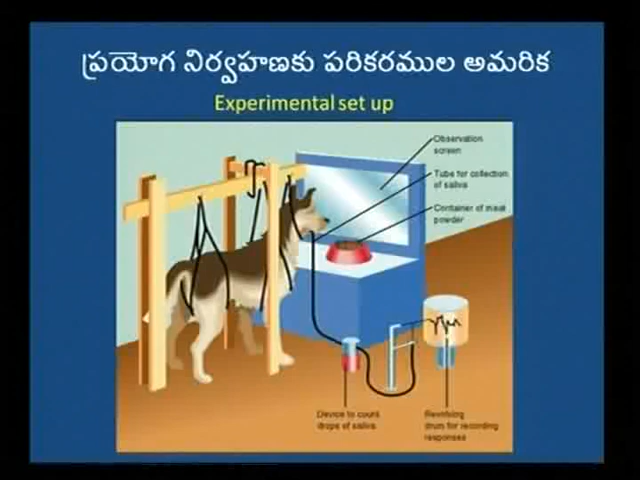 ప్రయోగ నిర్వహణకు పరికరముల అమరిక
Experimental set up
Observation
screen
Tube for collection
of saliva
Container of meat
powder
Device to count
drops of saliva
Revolving
drum for recording
responses